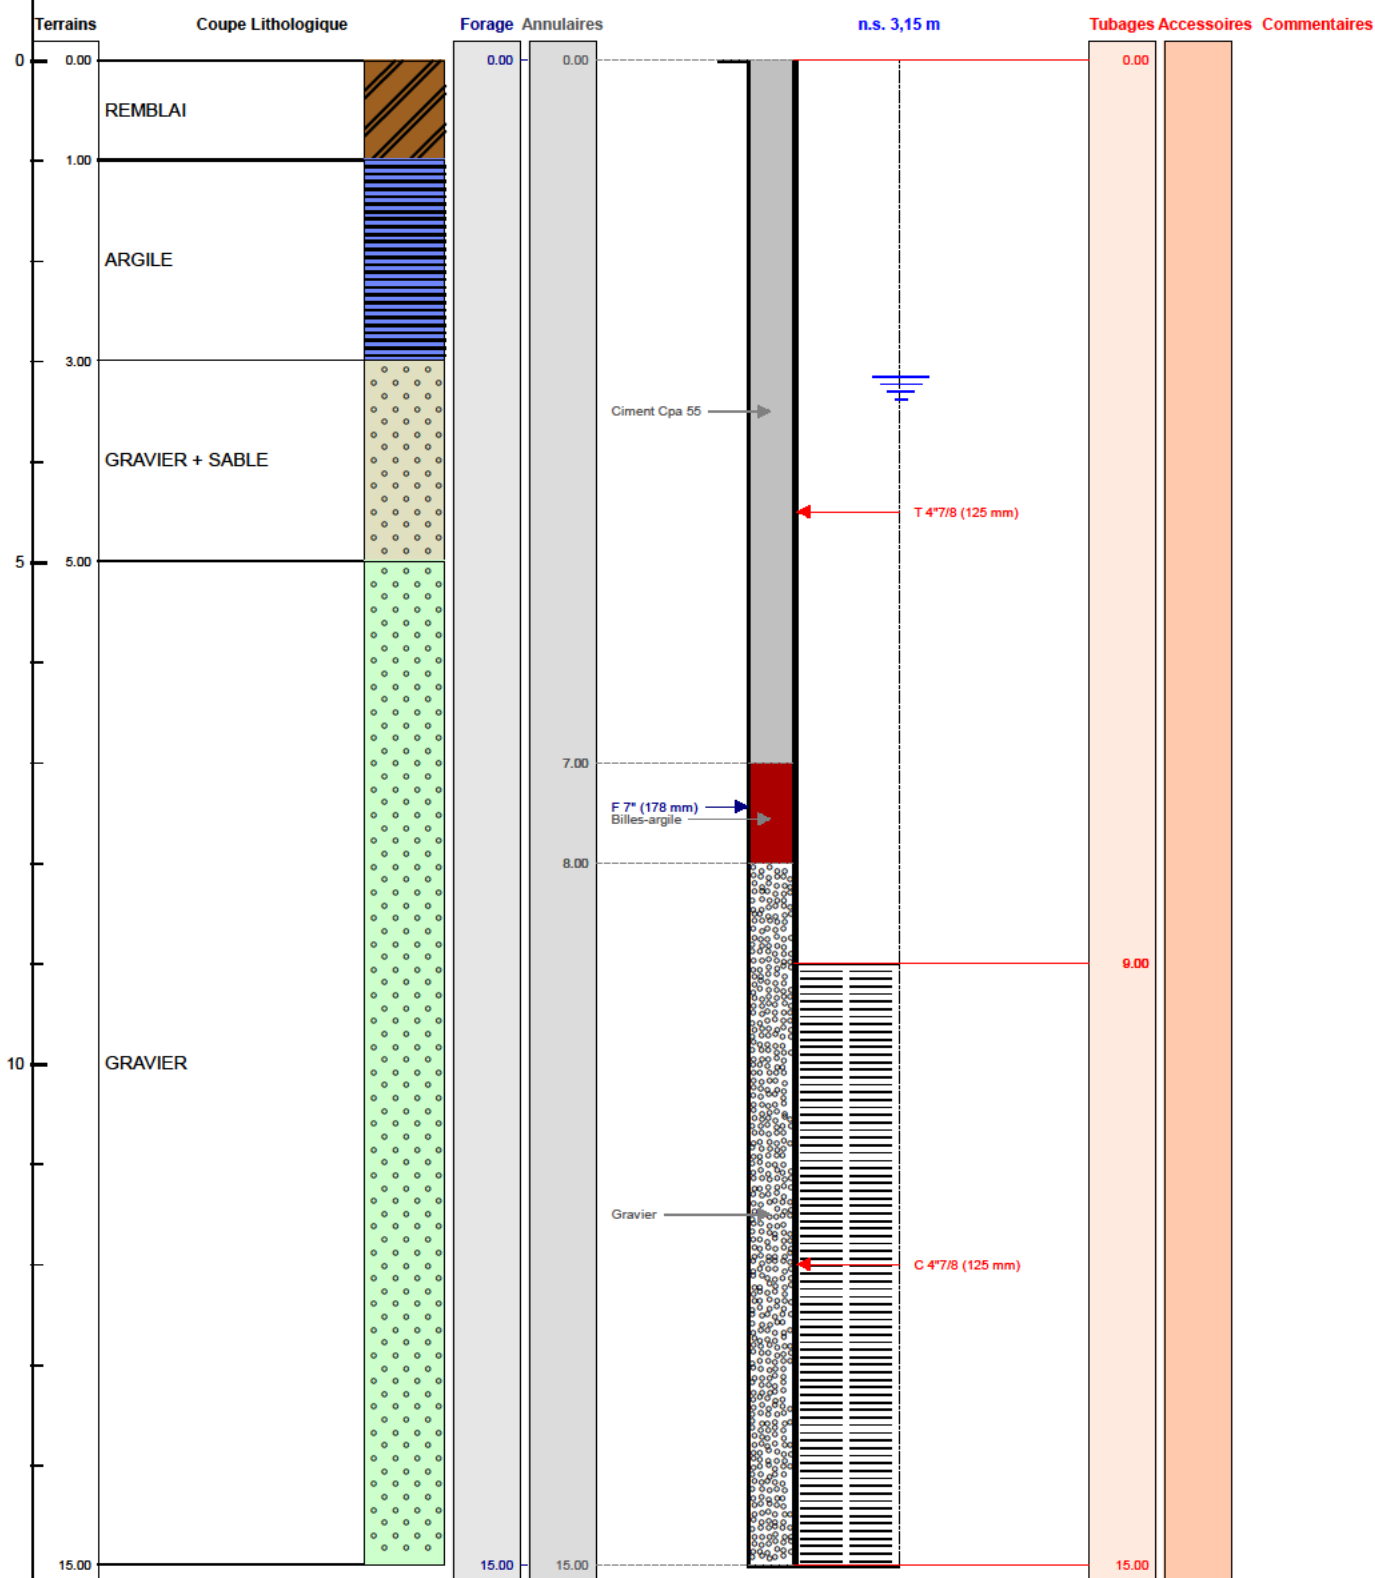 Terrains Coupe Lithologique Forage Annulaires n.s. 3,15 m Tubages Accessoires Commentaires
0 0.00 0.00 0.00 0.00
REMBLAI
1.00
ARGILE
3.00
Ciment Cpa 55
GRAVIER + SABLE
T 4"7/8 (125 mm)
5 5.00
7.00
F 7" (178 mm)
Billes-argile
8.00
9.00
10 GRAVIER
Gravier
C 4"7/8 (125 mm)
15.00 15.00 15.00 15.00